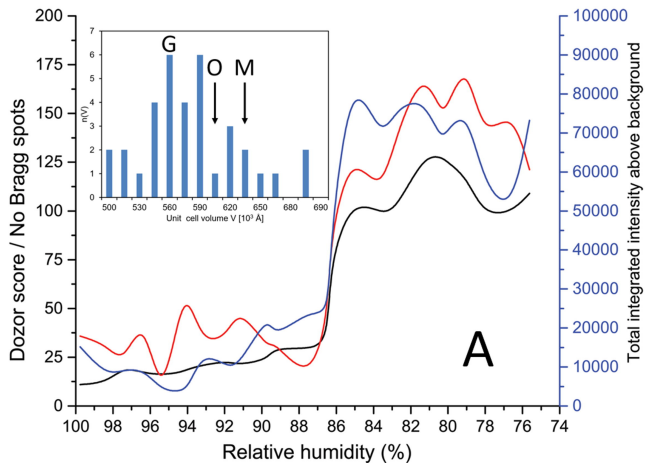 200
175
150
125
100
75
50
25
0
Dozor score / No Bragg spots
7
6
5
4
3
2
1
0
n(V)
G
O
M
500 530 560 590 620 650 680 690
Unit cell volume V [10³ Å]
A
100 98 96 94 92 90 88 86 84 82 80 78 76 74
Relative humidity (%)
100000
90000
80000
70000
60000
50000
40000
30000
20000
10000
0
Total integrated intensity above background